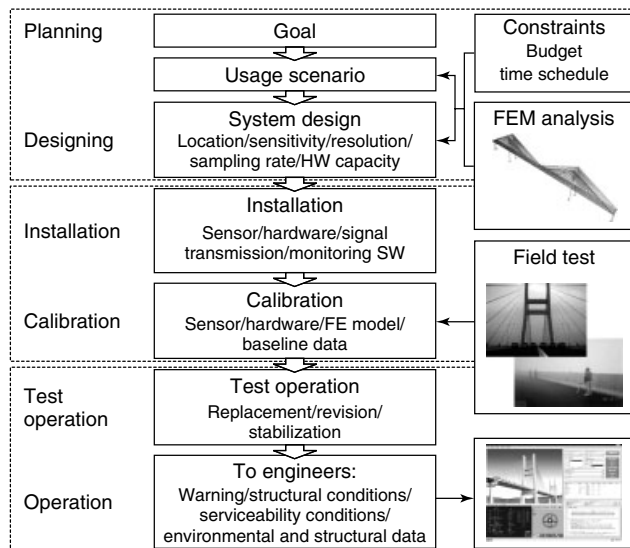 Planning
Goal
Usage scenario
Designing
System design
Location/sensitivity/resolution/
sampling rate/HW capacity
Constraints
Budget
time schedule
FEM analysis
Installation
Installation
Sensor/hardware/signal
transmission/monitoring SW
Calibration
Calibration
Sensor/hardware/FE model/
baseline data
Field test
Test
operation
Test operation
Replacement/revision/
stabilization
Operation
To engineers:
Warning/structural conditions/
serviceability conditions/
environmental and structural data